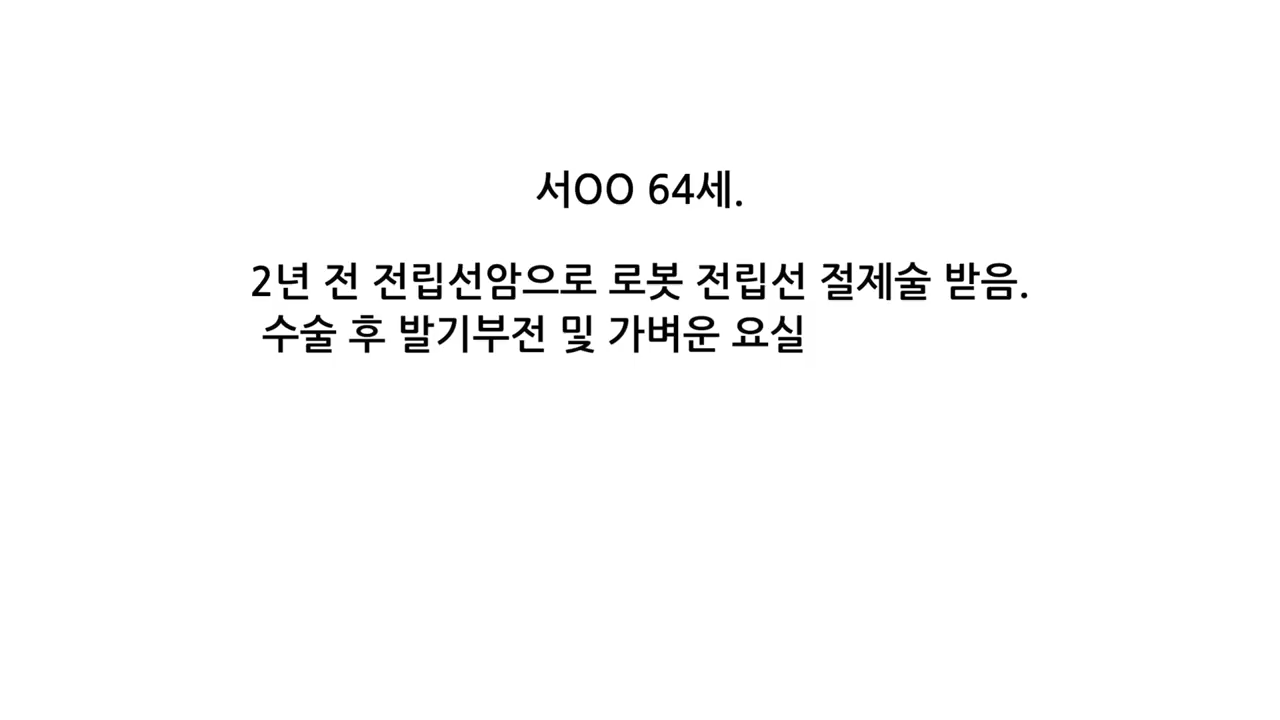 서OO 64세.
2년 전 전립선암으로 로봇 전립선 절제술 받음.
수술 후 발기부전 및 가벼운 요실